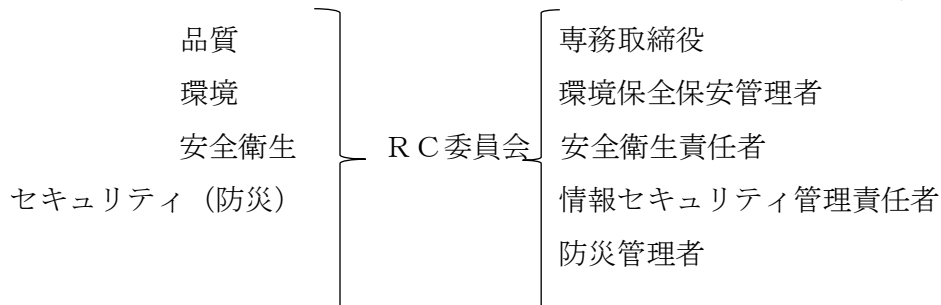 品質 専務取締役
環境 環境保全保安管理者
安全衛生 ＲＣ委員会 安全衛生責任者
セキュリティ（防災） 情報セキュリティ管理責任者
防災管理者